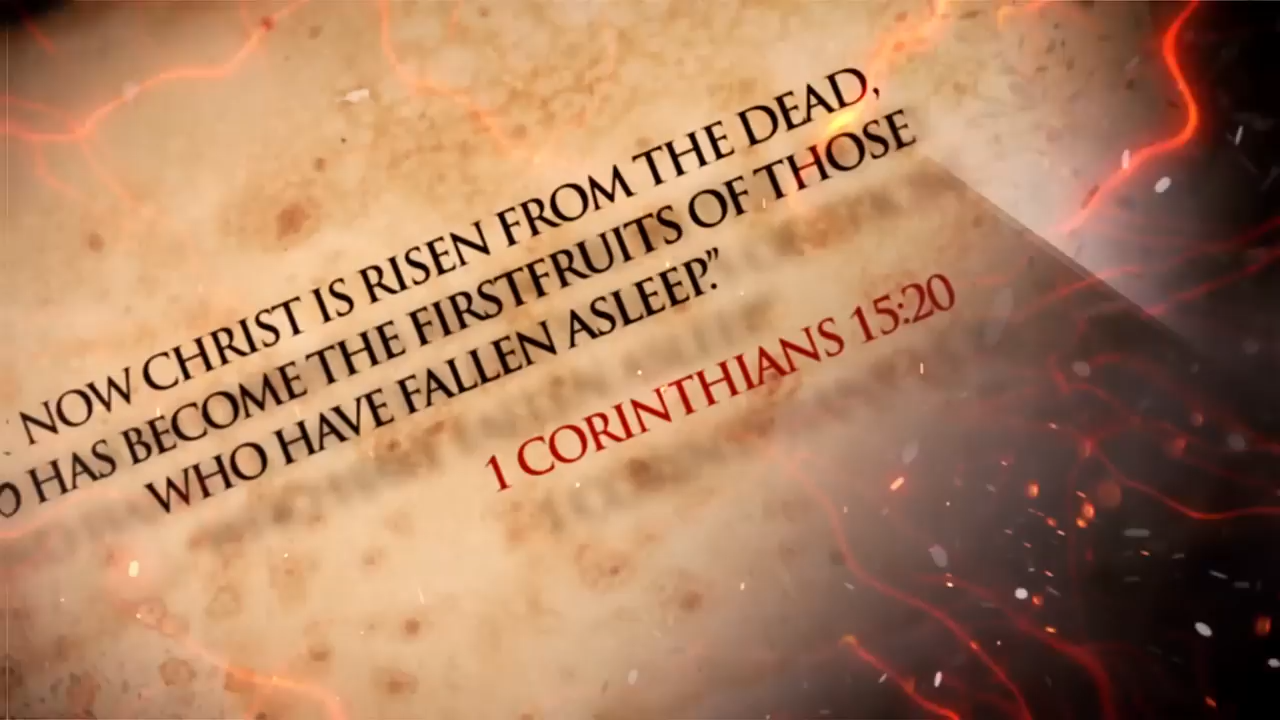 NOW CHRIST IS RISEN FROM THE DEAD,
HAS BECOME THE FIRSTFRUITS OF THOSE
WHO HAVE FALLEN ASLEEP.”
1 CORINTHIANS 15:20